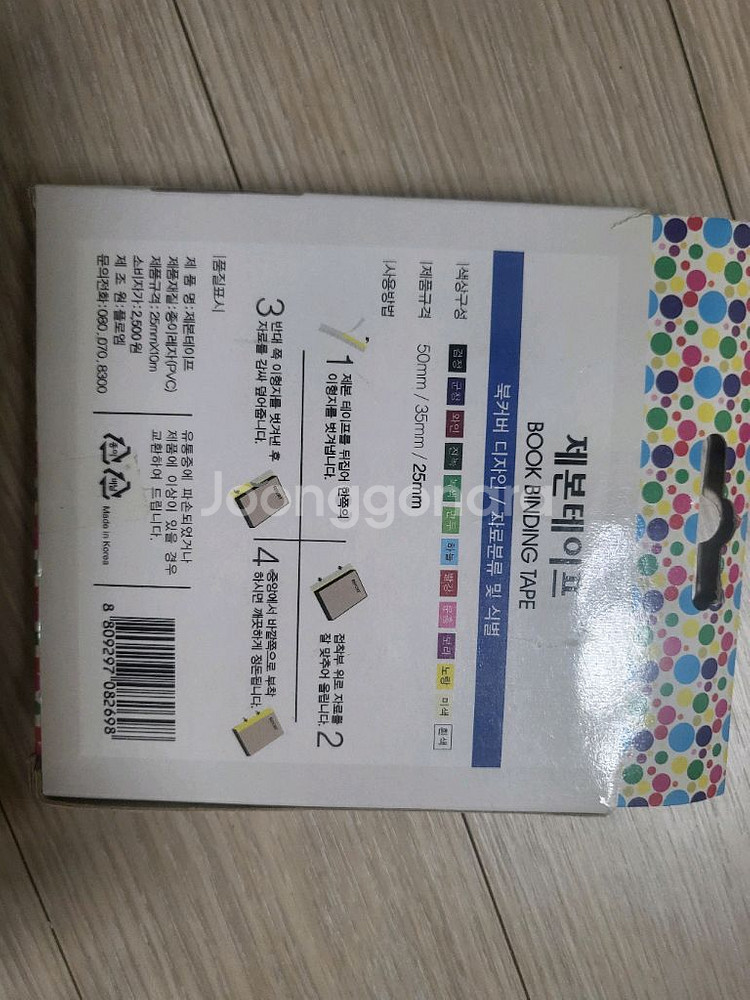 제본테이프
BOOK BINDING TAPE
북커버 디자인 / 자료분류 및 식별
|색상구성 검정 군청 와인 진녹 녹색 연두 하늘 빨강 분홍 보라 노랑 미색 흰색
|제품규격 50mm / 35mm / 25mm
|사용방법
1 제본 테이프를 뒤집어 한쪽의
이형지를 벗겨냅니다.
접착부 위로 자료를
잘 맞추어 올립니다. 2
3 반대 쪽 이형지를 벗겨낸 후
자료를 감싸 덮어줍니다.
4 중앙에서 바깥쪽으로 부착
하시면 깨끗하게 정돈됩니다.
|품질표시
제 품 명 : 제본테이프
제품재질 : 종이레자(PVC)
제품규격 : 25mmX10m
소비자가 : 2,500원
제 조 원 : 플로엠
문의전화 : 080.070.8300
유통중에 파손되었거나
제품에 이상이 있을 경우
교환하여 드립니다.
Made in Korea
8 809297 082698
Joonggonara